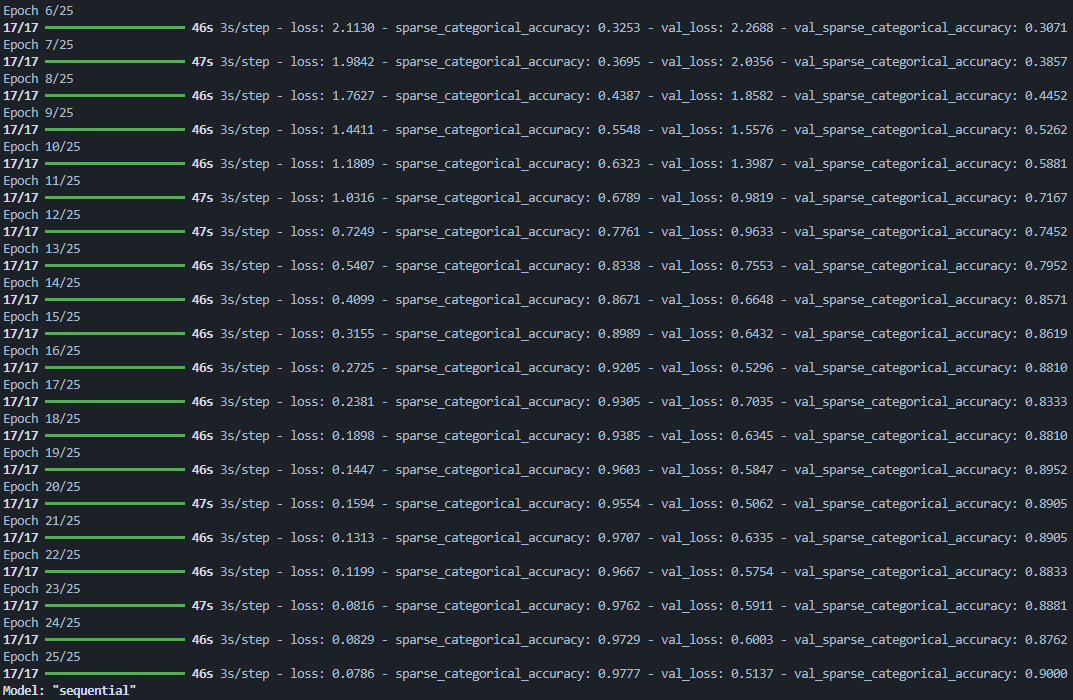 Epoch 6/25
17/17 46s 3s/step - loss: 2.1130 - sparse_categorical_accuracy: 0.3253 - val_loss: 2.2688 - val_sparse_categorical_accuracy: 0.3071
Epoch 7/25
17/17 47s 3s/step - loss: 1.9842 - sparse_categorical_accuracy: 0.3695 - val_loss: 2.0356 - val_sparse_categorical_accuracy: 0.3857
Epoch 8/25
17/17 46s 3s/step - loss: 1.7627 - sparse_categorical_accuracy: 0.4387 - val_loss: 1.8582 - val_sparse_categorical_accuracy: 0.4452
Epoch 9/25
17/17 46s 3s/step - loss: 1.4411 - sparse_categorical_accuracy: 0.5548 - val_loss: 1.5576 - val_sparse_categorical_accuracy: 0.5262
Epoch 10/25
17/17 46s 3s/step - loss: 1.1809 - sparse_categorical_accuracy: 0.6323 - val_loss: 1.3987 - val_sparse_categorical_accuracy: 0.5881
Epoch 11/25
17/17 47s 3s/step - loss: 1.0316 - sparse_categorical_accuracy: 0.6789 - val_loss: 0.9819 - val_sparse_categorical_accuracy: 0.7167
Epoch 12/25
17/17 47s 3s/step - loss: 0.7249 - sparse_categorical_accuracy: 0.7761 - val_loss: 0.9633 - val_sparse_categorical_accuracy: 0.7452
Epoch 13/25
17/17 46s 3s/step - loss: 0.5407 - sparse_categorical_accuracy: 0.8338 - val_loss: 0.7553 - val_sparse_categorical_accuracy: 0.7952
Epoch 14/25
17/17 46s 3s/step - loss: 0.4099 - sparse_categorical_accuracy: 0.8671 - val_loss: 0.6648 - val_sparse_categorical_accuracy: 0.8571
Epoch 15/25
17/17 46s 3s/step - loss: 0.3155 - sparse_categorical_accuracy: 0.8989 - val_loss: 0.6432 - val_sparse_categorical_accuracy: 0.8619
Epoch 16/25
17/17 46s 3s/step - loss: 0.2725 - sparse_categorical_accuracy: 0.9205 - val_loss: 0.5296 - val_sparse_categorical_accuracy: 0.8810
Epoch 17/25
17/17 46s 3s/step - loss: 0.2381 - sparse_categorical_accuracy: 0.9305 - val_loss: 0.7035 - val_sparse_categorical_accuracy: 0.8333
Epoch 18/25
17/17 46s 3s/step - loss: 0.1898 - sparse_categorical_accuracy: 0.9385 - val_loss: 0.6345 - val_sparse_categorical_accuracy: 0.8810
Epoch 19/25
17/17 46s 3s/step - loss: 0.1447 - sparse_categorical_accuracy: 0.9603 - val_loss: 0.5847 - val_sparse_categorical_accuracy: 0.8952
Epoch 20/25
17/17 47s 3s/step - loss: 0.1594 - sparse_categorical_accuracy: 0.9554 - val_loss: 0.5062 - val_sparse_categorical_accuracy: 0.8905
Epoch 21/25
17/17 46s 3s/step - loss: 0.1313 - sparse_categorical_accuracy: 0.9707 - val_loss: 0.6335 - val_sparse_categorical_accuracy: 0.8905
Epoch 22/25
17/17 46s 3s/step - loss: 0.1199 - sparse_categorical_accuracy: 0.9667 - val_loss: 0.5754 - val_sparse_categorical_accuracy: 0.8833
Epoch 23/25
17/17 47s 3s/step - loss: 0.0816 - sparse_categorical_accuracy: 0.9762 - val_loss: 0.5911 - val_sparse_categorical_accuracy: 0.8881
Epoch 24/25
17/17 46s 3s/step - loss: 0.0829 - sparse_categorical_accuracy: 0.9729 - val_loss: 0.6003 - val_sparse_categorical_accuracy: 0.8762
Epoch 25/25
17/17 46s 3s/step - loss: 0.0786 - sparse_categorical_accuracy: 0.9777 - val_loss: 0.5137 - val_sparse_categorical_accuracy: 0.9000
Model: "sequential"